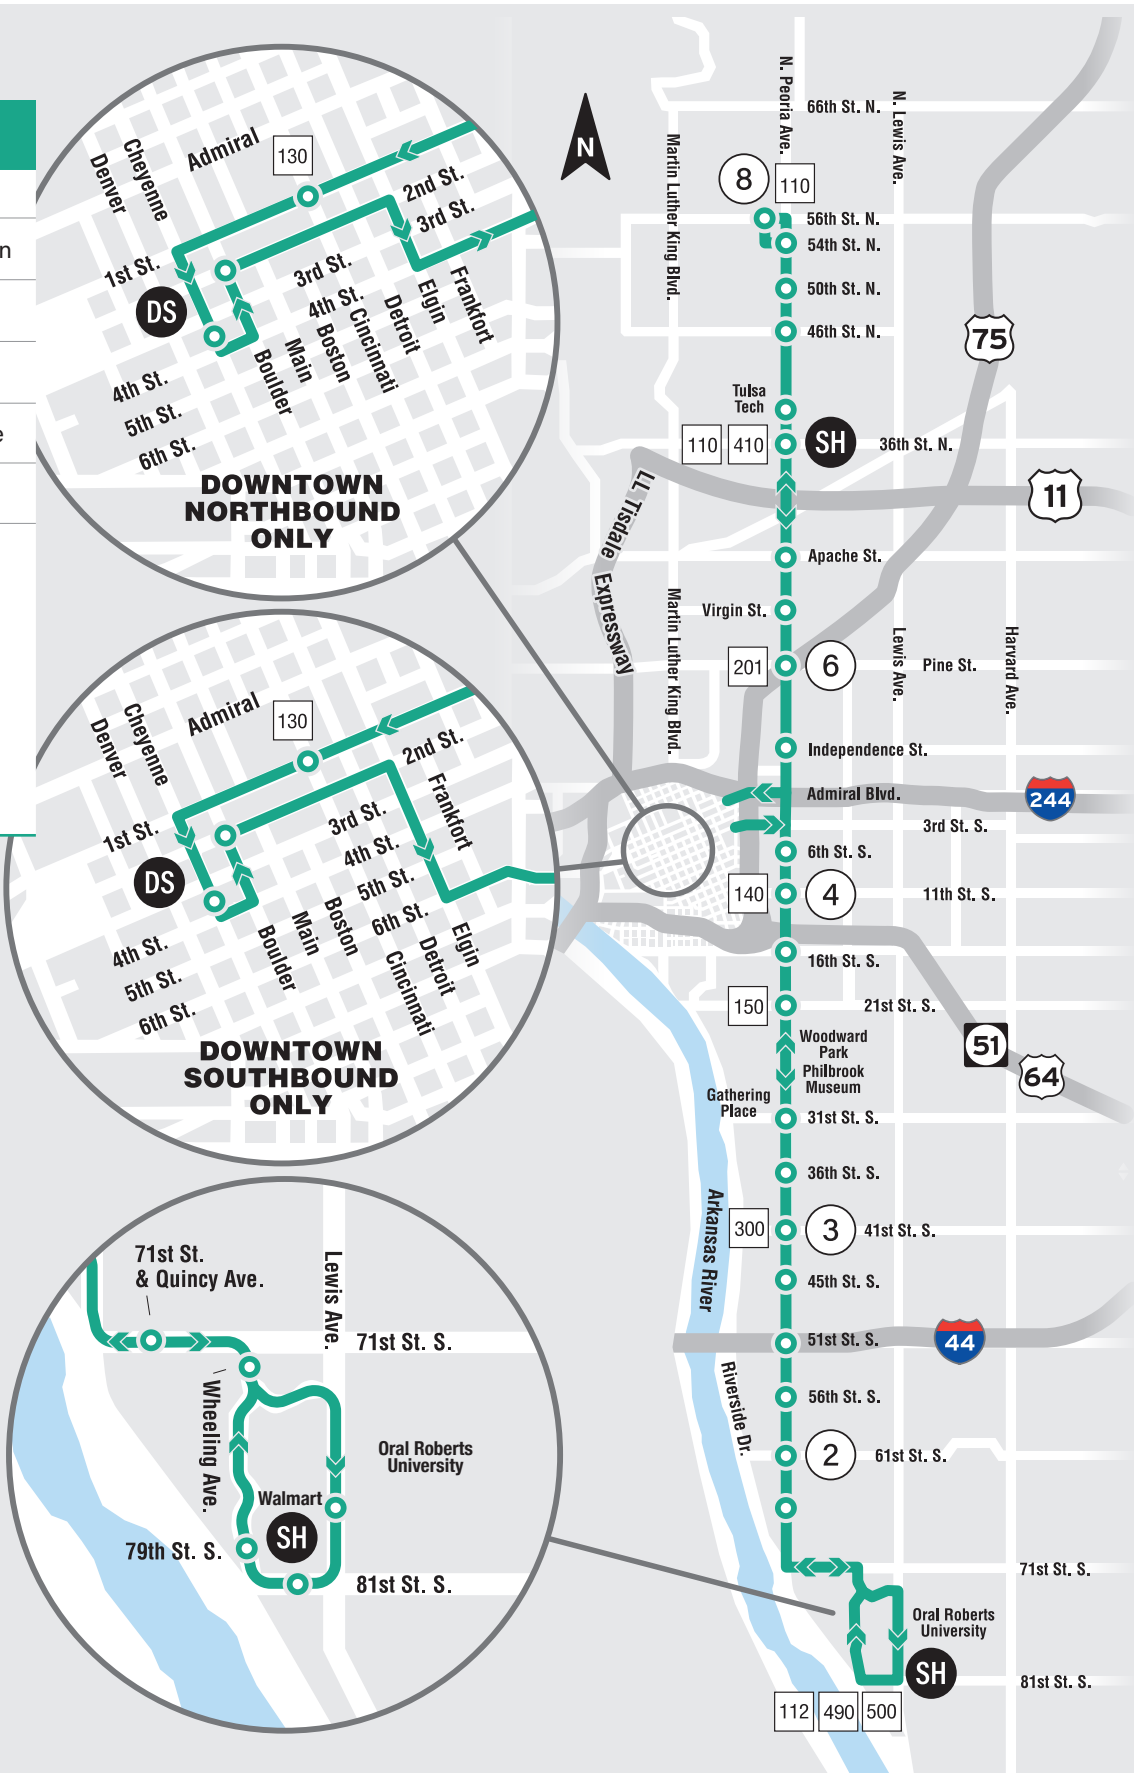 n
e
Admiral
130
Cheyenne
Denver
2nd St.
3rd St.
1st St.
DS
3rd St.
4th St.
Frankfort
Elgin
Detroit
Cincinnati
Boston
Main
Boulder
4th St.
5th St.
6th St.
DOWNTOWN
NORTHBOUND
ONLY
Admiral
130
Cheyenne
Denver
2nd St.
Frankfort
1st St.
DS
3rd St.
4th St.
5th St.
6th St.
Elgin
Detroit
Cincinnati
Boston
Main
Boulder
4th St.
5th St.
6th St.
DOWNTOWN
SOUTHBOUND
ONLY
71st St.
& Quincy Ave.
Lewis Ave.
71st St. S.
Wheeling Ave.
Oral Roberts
University
Walmart
SH
79th St. S.
81st St. S.
N
N. Peoria Ave.
66th St. N.
N. Lewis Ave.
Martin Luther King Blvd.
8
110
56th St. N.
54th St. N.
50th St. N.
46th St. N.
75
Tulsa
Tech
110
410
SH
36th St. N.
LL Tisdale Expressway
11
Apache St.
Virgin St.
Martin Luther King Blvd.
Lewis Ave.
Harvard Ave.
201
6
Pine St.
Independence St.
Admiral Blvd.
244
3rd St. S.
6th St. S.
140
4
11th St. S.
16th St. S.
150
21st St. S.
Woodward
Park
Philbrook
Museum
51
64
Gathering
Place
31st St. S.
36th St. S.
Arkansas River
300
3
41st St. S.
45th St. S.
51st St. S.
44
Riverside Dr.
56th St. S.
2
61st St. S.
71st St. S.
Oral Roberts
University
SH
81st St. S.
112
490
500